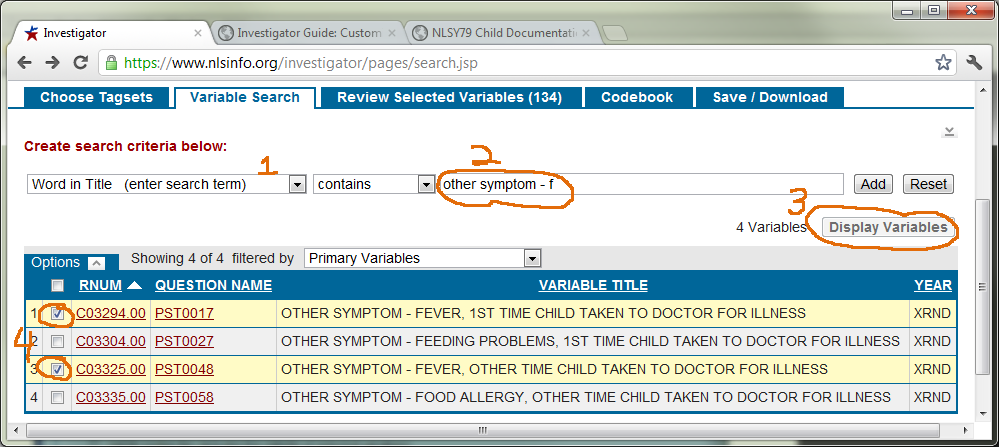 Investigator
Investigator Guide: Custom
NLSY79 Child Documentati
https://www.nlsinfo.org/investigator/pages/search.jsp
Choose Tagsets Variable Search Review Selected Variables (134) Codebook Save / Download
Create search criteria below:
1 2
Word in Title (enter search term) contains other symptom - f Add Reset
3
4 Variables Display Variables
Options Showing 4 of 4 filtered by Primary Variables
RNUM QUESTION NAME VARIABLE TITLE YEAR
1 C03294.00 PST0017 OTHER SYMPTOM - FEVER, 1ST TIME CHILD TAKEN TO DOCTOR FOR ILLNESS XRND
2 C03304.00 PST0027 OTHER SYMPTOM - FEEDING PROBLEMS, 1ST TIME CHILD TAKEN TO DOCTOR FOR ILLNESS XRND
4
3 C03325.00 PST0048 OTHER SYMPTOM - FEVER, OTHER TIME CHILD TAKEN TO DOCTOR FOR ILLNESS XRND
4 C03335.00 PST0058 OTHER SYMPTOM - FOOD ALLERGY, OTHER TIME CHILD TAKEN TO DOCTOR FOR ILLNESS XRND